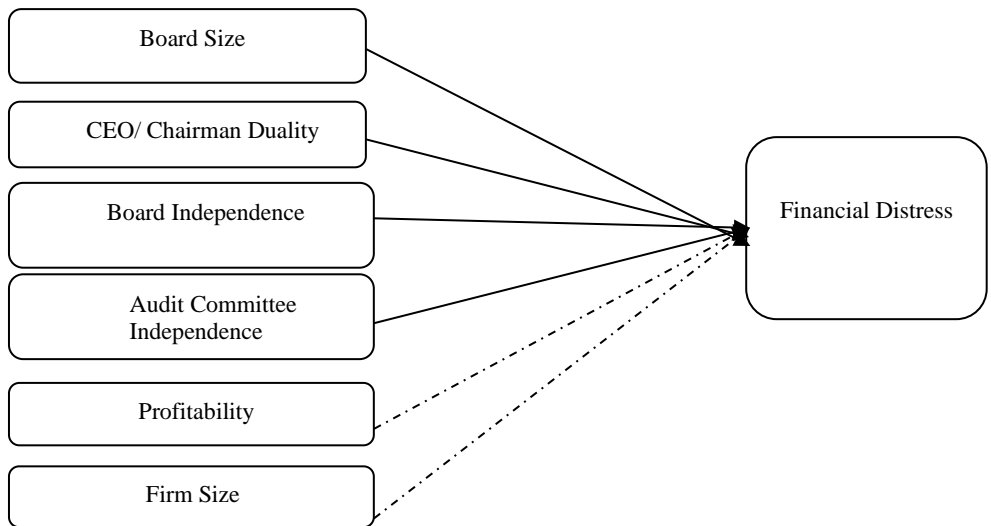 Board Size
CEO/ Chairman Duality
Board Independence
Audit Committee
Independence
Profitability
Firm Size
Financial Distress